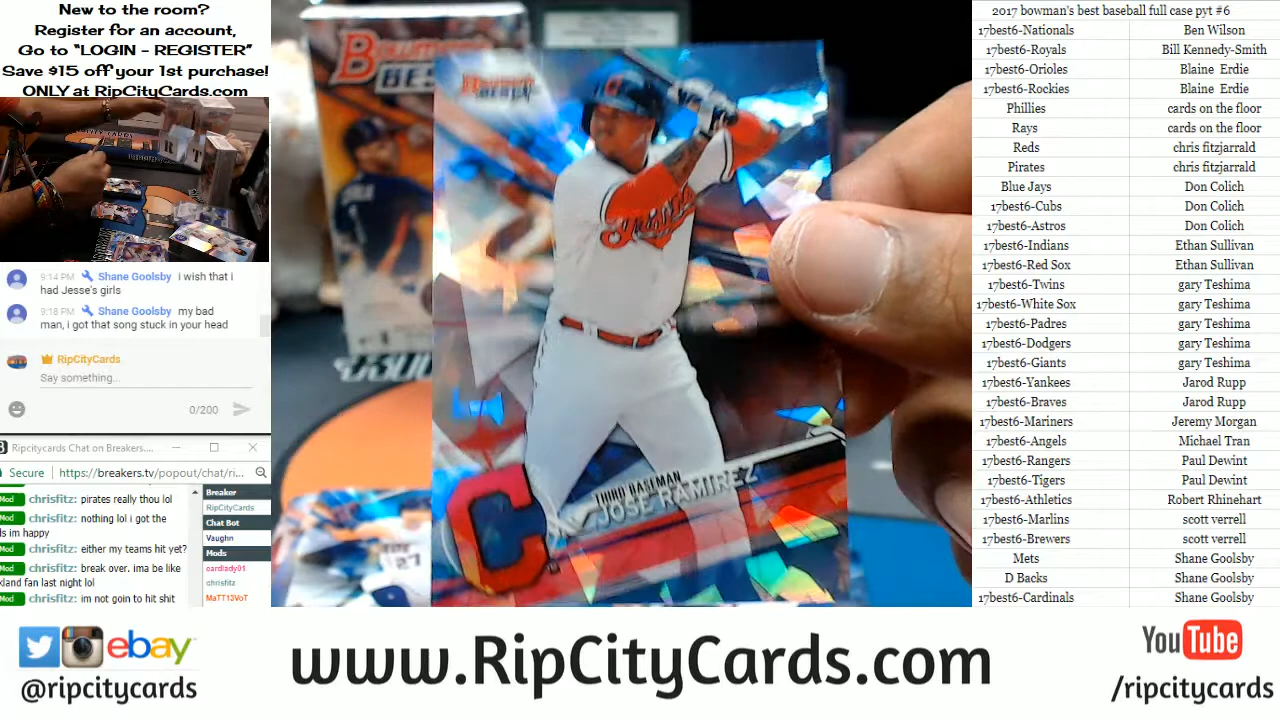 New to the room?
Register for an account,
Go to “LOGIN - REGISTER”
Save $15 off your 1st purchase!
ONLY at RipCityCards.com
9:14 PM Shane Goolsby i wish that i
had Jesse's girls
9:18 PM Shane Goolsby my bad
man, i got that song stuck in your head
RipCityCards
Say something...
0/200
Ripcitycards Chat on Breakers....
Secure https://breakers.tv/popout/chat/ri...
Mod chrisfitz: pirates really thou lol
Mod chrisfitz: nothing lol i got the
ds im happy
Mod chrisfitz: either my teams hit yet?
Mod chrisfitz: break over. ima be like
kland fan last night lol
Mod chrisfitz: im not goin to hit shit
Breaker
RipCityCards
Chat Bot
Vaughn
Mods
cardlady01
chrisfitz
MaTT13VoT
Bowman's
BEST
Bowman's
BEST
Indians
THIRD BASEMAN
JOSE RAMIREZ
27
2017 bowman's best baseball full case pyt #6
17best6-Nationals Ben Wilson
17best6-Royals Bill Kennedy-Smith
17best6-Orioles Blaine Erdie
17best6-Rockies Blaine Erdie
Phillies cards on the floor
Rays cards on the floor
Reds chris fitzjarrald
Pirates chris fitzjarrald
Blue Jays Don Colich
17best6-Cubs Don Colich
17best6-Astros Don Colich
17best6-Indians Ethan Sullivan
17best6-Red Sox Ethan Sullivan
17best6-Twins gary Teshima
17best6-White Sox gary Teshima
17best6-Padres gary Teshima
17best6-Dodgers gary Teshima
17best6-Giants gary Teshima
17best6-Yankees Jarod Rupp
17best6-Braves Jarod Rupp
17best6-Mariners Jeremy Morgan
17best6-Angels Michael Tran
17best6-Rangers Paul Dewint
17best6-Tigers Paul Dewint
17best6-Athletics Robert Rhinehart
17best6-Marlins scott verrell
17best6-Brewers scott verrell
Mets Shane Goolsby
D Backs Shane Goolsby
17best6-Cardinals Shane Goolsby
ebay
@ripcitycards
www.RipCityCards.com
YouTube
/ripcitycards